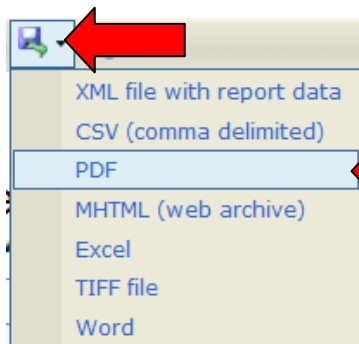 XML file with report data
CSV (comma delimited)
PDF
MHTML (web archive)
Excel
TIFF file
Word